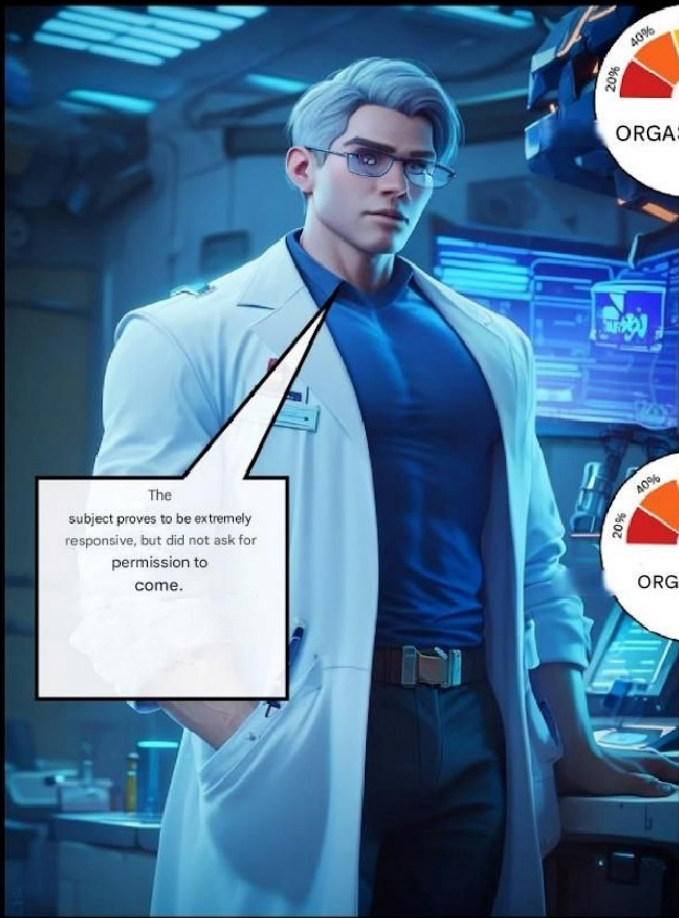 40%
20%
ORGAS
The
subject proves to be extremely
responsive, but did not ask for
permission to
come.
40%
20%
ORG